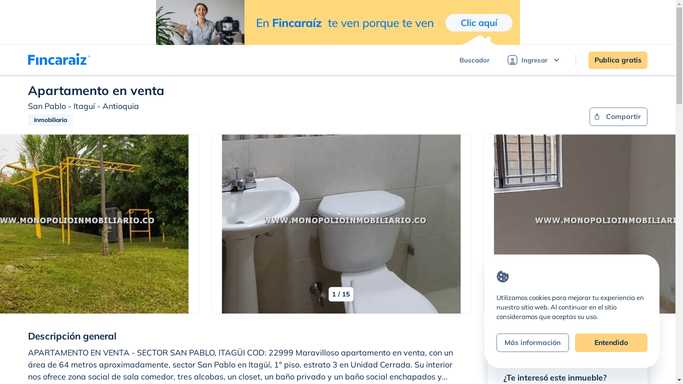 En Fincaraíz te ven porque te ven
Clic aquí
Fincaraiz
Buscador
Ingresar
Publica gratis
Apartamento en venta
San Pablo - Itaguí - Antioquia
Inmobiliaria
Compartir
WWW.MONOPOLIOINMOBILIARIO.CO
WWW.MONOPOLIOINMOBILIARIO.CO
WWW.MONOPOLIOINMOBILIA
1 / 15
Utilizamos cookies para mejorar tu experiencia en
nuestro sitio web. Al continuar en el sitio
consideramos que aceptas su uso.
Más información
Entendido
Descripción general
APARTAMENTO EN VENTA - SECTOR SAN PABLO, ITAGÜI COD: 22999 Maravilloso apartamento en venta, con un
área de 64 metros aproximadamente, sector San Pablo en Itagüí, 1° piso, estrato 3 en Unidad Cerrada. Su interior
nos ofrece zona social de sala comedor, tres alcobas, un closet, un baño privado y un baño social enchapados y...
¿Te interesó este inmueble?